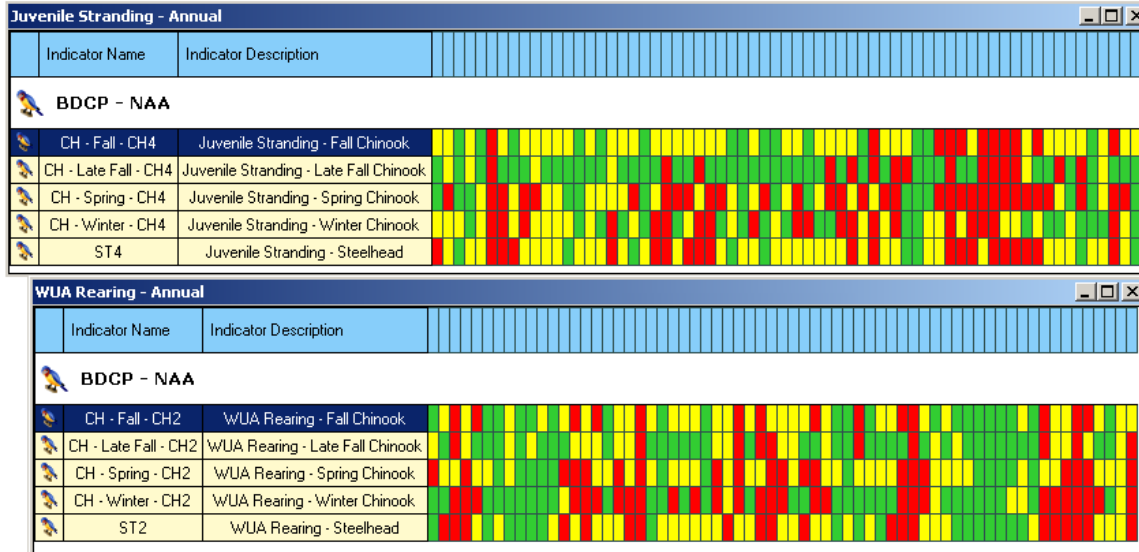 Juvenile Stranding - Annual
Indicator Name Indicator Description
BDCP - NAA
CH - Fall - CH4 Juvenile Stranding - Fall Chinook
CH - Late Fall - CH4 Juvenile Stranding - Late Fall Chinook
CH - Spring - CH4 Juvenile Stranding - Spring Chinook
CH - Winter - CH4 Juvenile Stranding - Winter Chinook
ST4 Juvenile Stranding - Steelhead
WUA Rearing - Annual
Indicator Name Indicator Description
BDCP - NAA
CH - Fall - CH2 WUA Rearing - Fall Chinook
CH - Late Fall - CH2 WUA Rearing - Late Fall Chinook
CH - Spring - CH2 WUA Rearing - Spring Chinook
CH - Winter - CH2 WUA Rearing - Winter Chinook
ST2 WUA Rearing - Steelhead